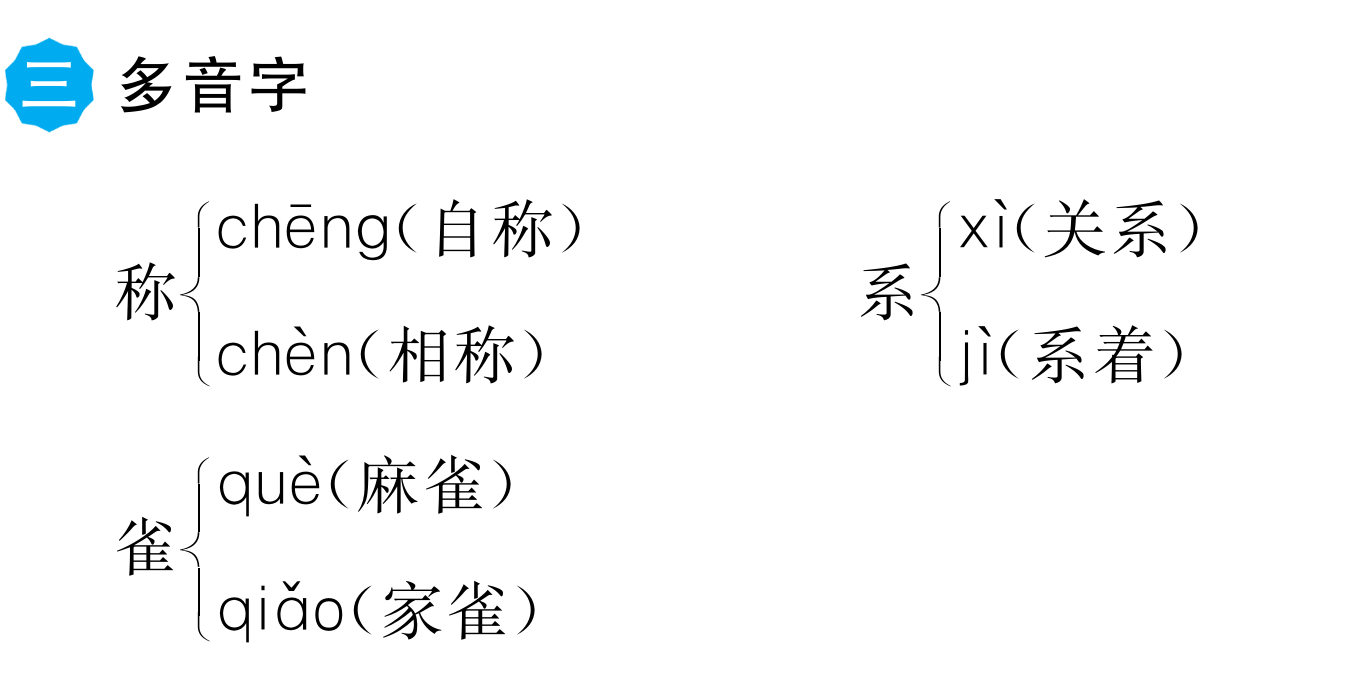 三 多音字
称 chēng(自称) chèn(相称)
系 xì(关系) jì(系着)
雀 què(麻雀) qiǎo(家雀)